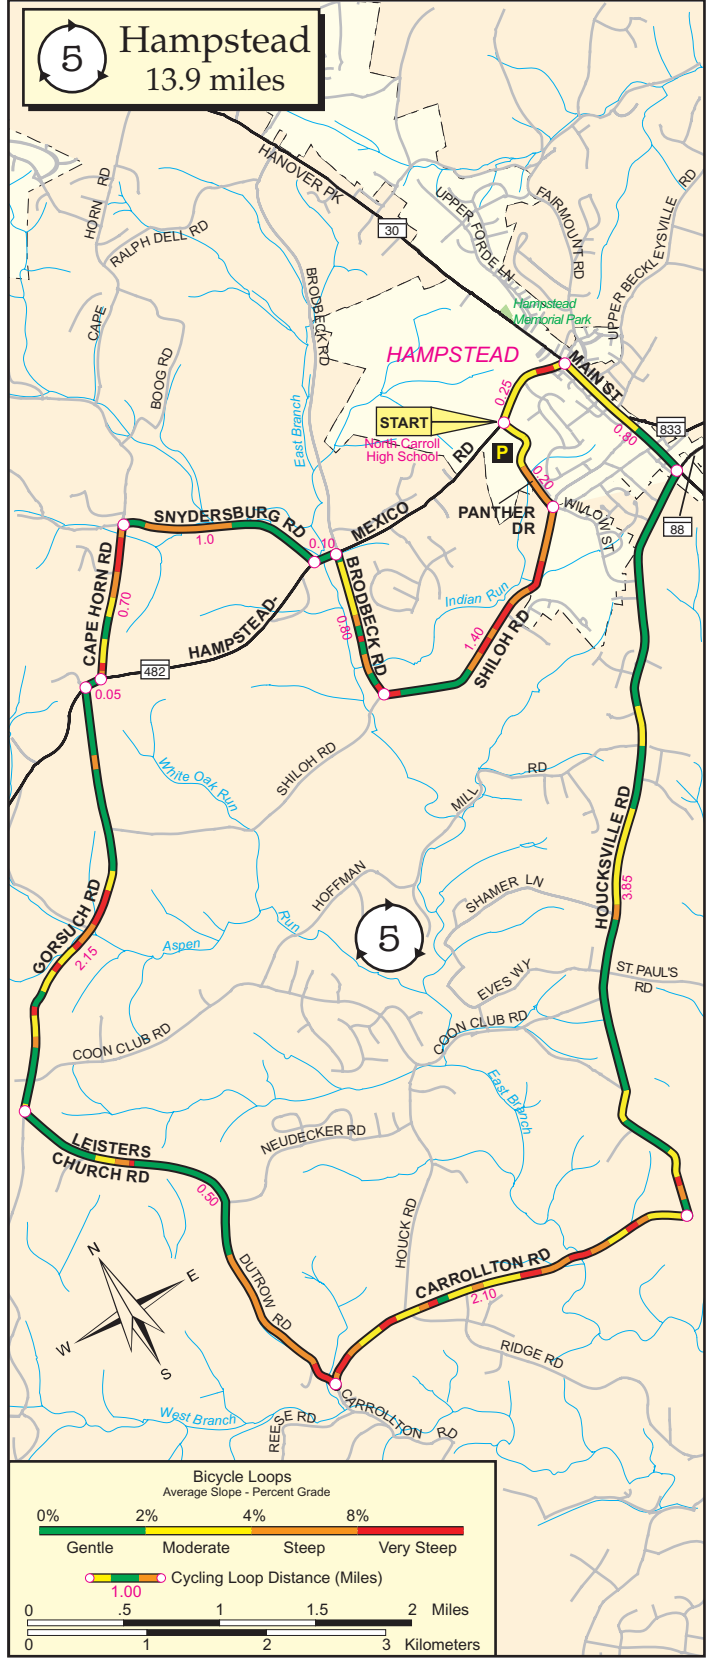 5
Hampstead
13.9 miles
HANOVER PK
30
HORN RD
RALPH DELL RD
CAPE
BOOG RD
BRODBECK RD
East Branch
UPPER FORDE LN
FAIRMOUNT RD
UPPER BECKLEYSVILLE RD
Hampstead
Memorial Park
HAMPSTEAD
MAIN ST
0.25
0.80
833
START
North Carroll
High School
P
RD
0.20
88
PANTHER
DR
WILLOW ST
SNYDERSBURG RD
1.0
0.10
MEXICO
BRODBECK RD
0.80
Indian Run
1.40
SHILOH RD
CAPE HORN RD
0.70
HAMPSTEAD-
482
0.05
White Oak Run
SHILOH RD
MILL
RD
HOUCKSVILLE RD
3.85
HOFFMAN
SHAMER LN
GORSUCH RD
2.15
Aspen
Run
5
EVES WY
ST. PAUL'S
RD
COON CLUB RD
COON CLUB RD
East Branch
NEUDECKER RD
LEISTERS
CHURCH RD
0.50
HOUCK RD
CARROLLTON RD
2.10
DUTROW RD
N
E
W
S
RIDGE RD
West Branch
REESE RD
CARROLLTON RD
Bicycle Loops
Average Slope - Percent Grade
0% 2% 4% 8%
Gentle Moderate Steep Very Steep
Cycling Loop Distance (Miles)
1.00
0 .5 1 1.5 2 Miles
0 1 2 3 Kilometers